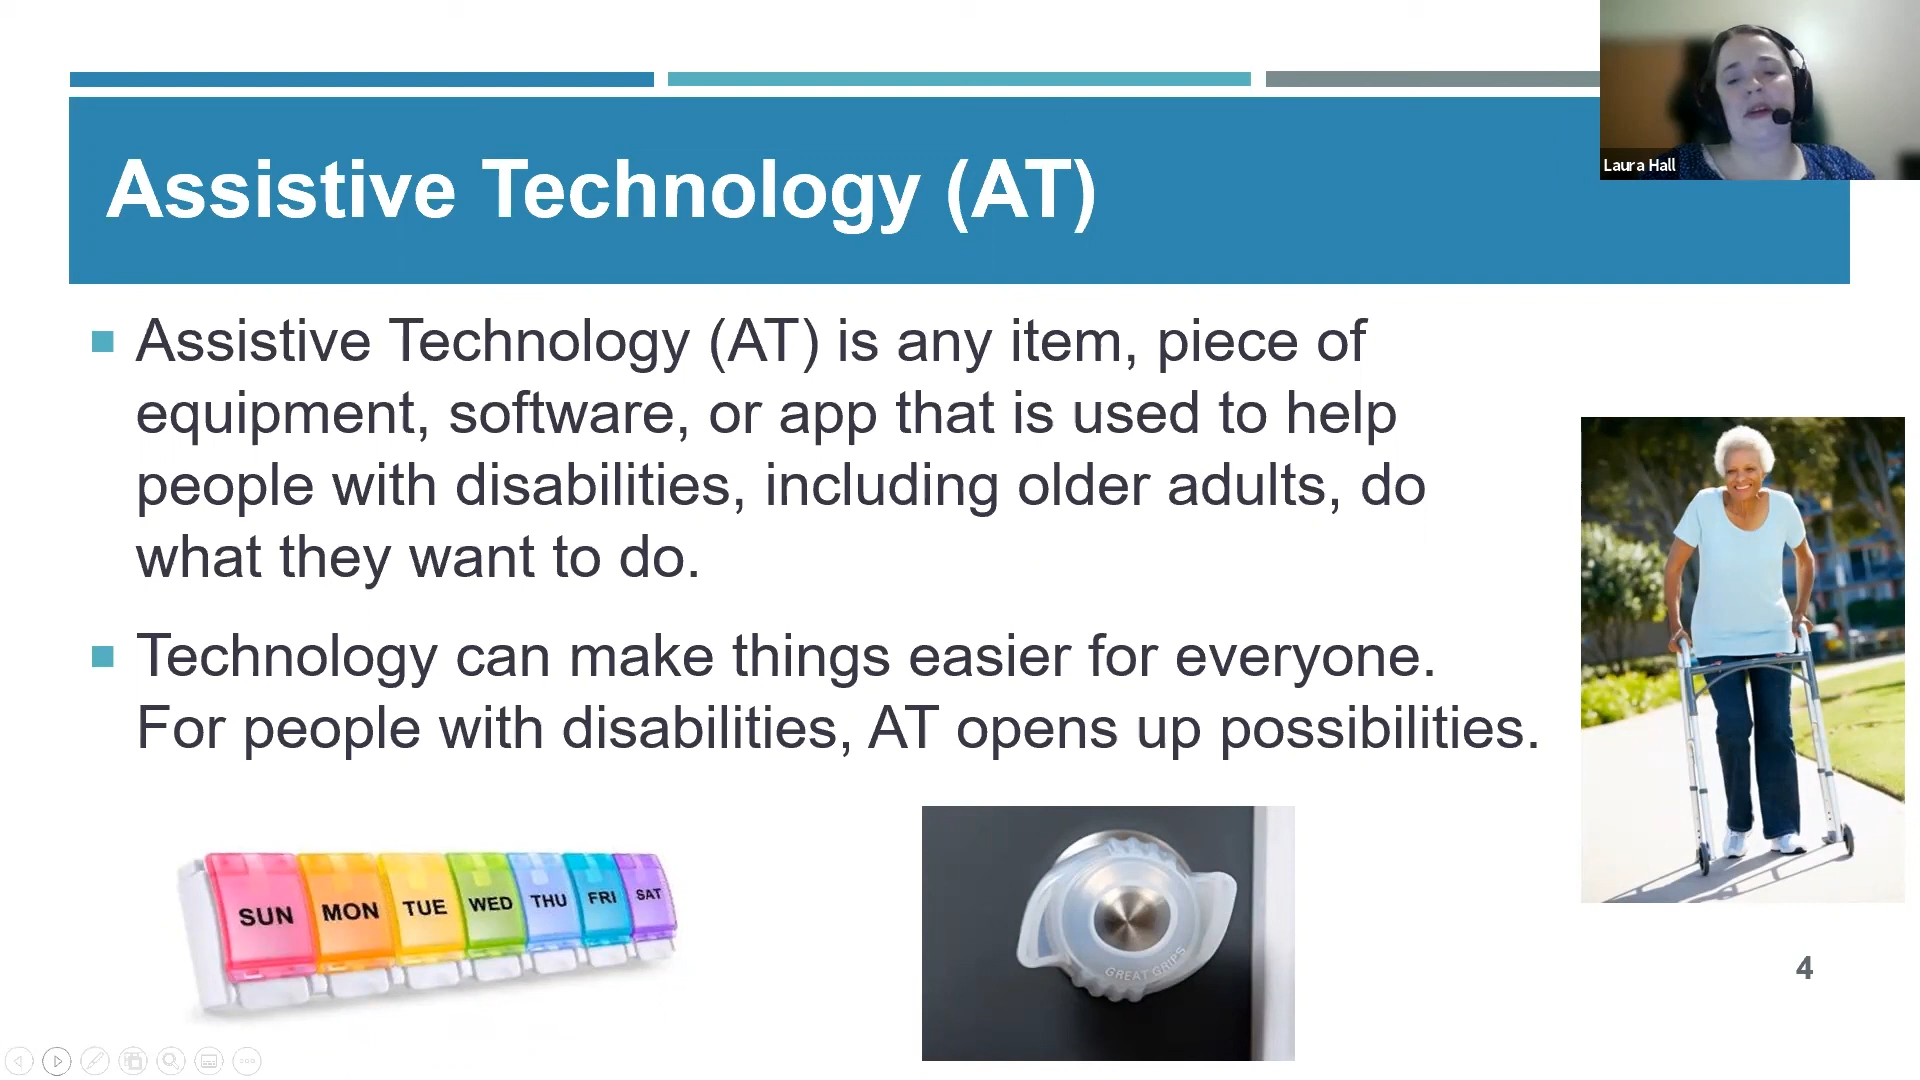 Laura Hall
Assistive Technology (AT)
Assistive Technology (AT) is any item, piece of
equipment, software, or app that is used to help
people with disabilities, including older adults, do
what they want to do.
Technology can make things easier for everyone.
For people with disabilities, AT opens up possibilities.
SUN MON TUE WED THU FRI SAT
GREAT GRIPS
4